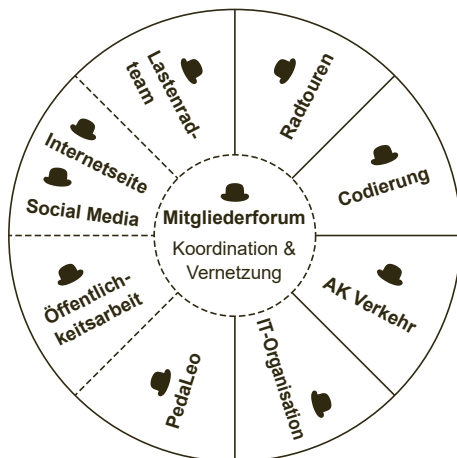 Lastenrad-
team
Radtouren
Internetseite
Codierung
Social Media
Mitgliederforum
Koordination &
Vernetzung
Öffentlich-
keitsarbeit
AK Verkehr
PedaLeo
IT-Organisation